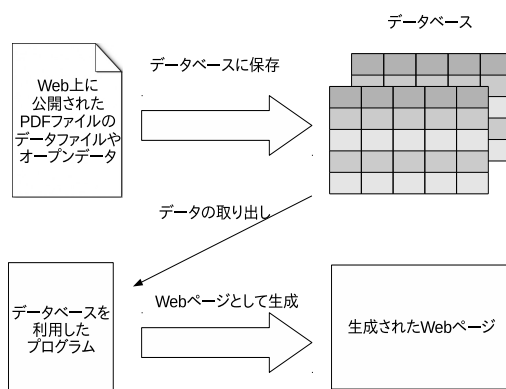 データベース
データベースに保存
Web上に
公開された
PDFファイルの
データファイルや
オープンデータ
データの取り出し
データベースを
利用した
プログラム
Webページとして生成
生成されたWebページ